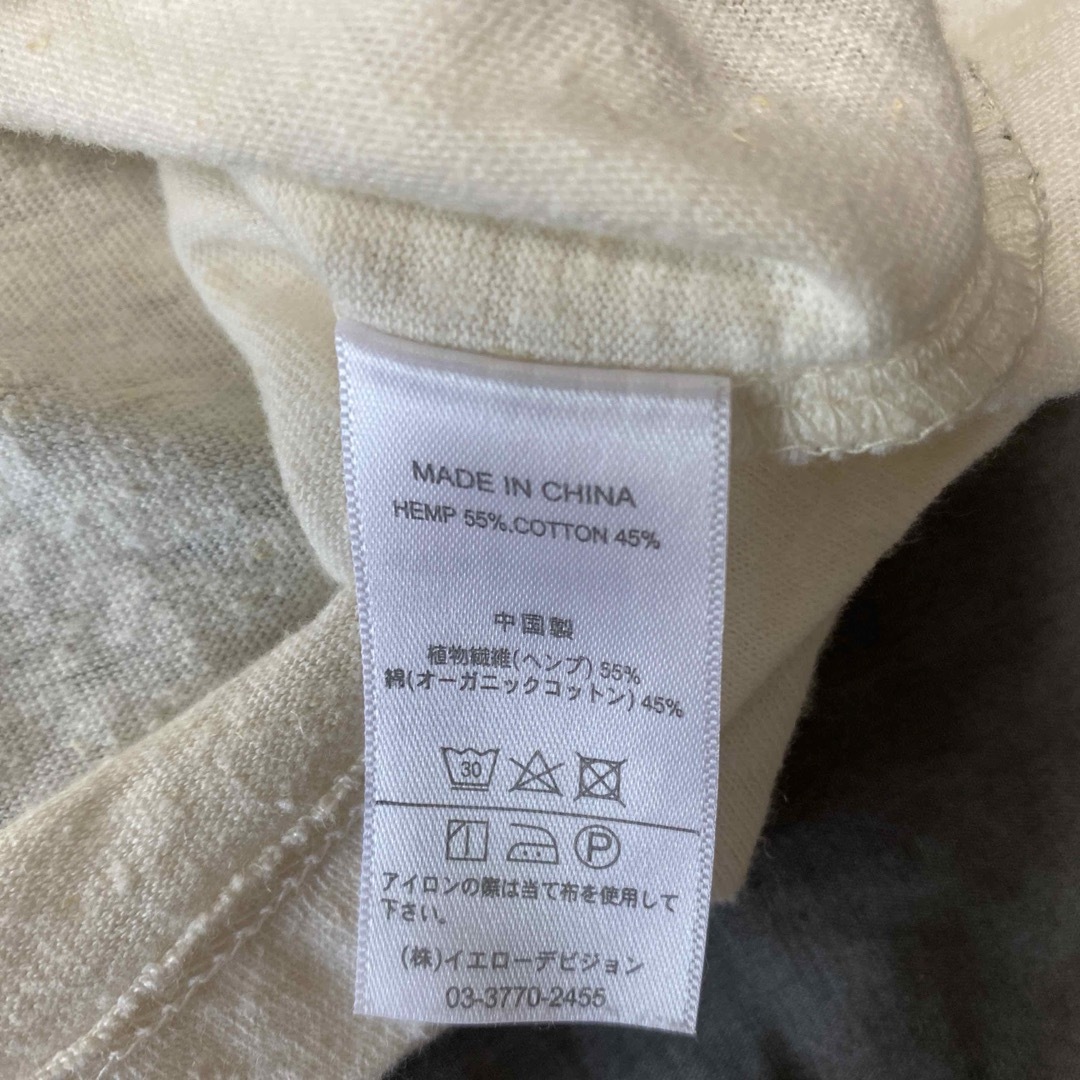 MADE IN CHINA
HEMP 55%.COTTON 45%
中国製
植物繊維(ヘンプ) 55%
綿(オーガニックコットン) 45%
30
P
アイロンの際は当て布を使用して
下さい。
(株)イエローデビジョン
03-3770-2455